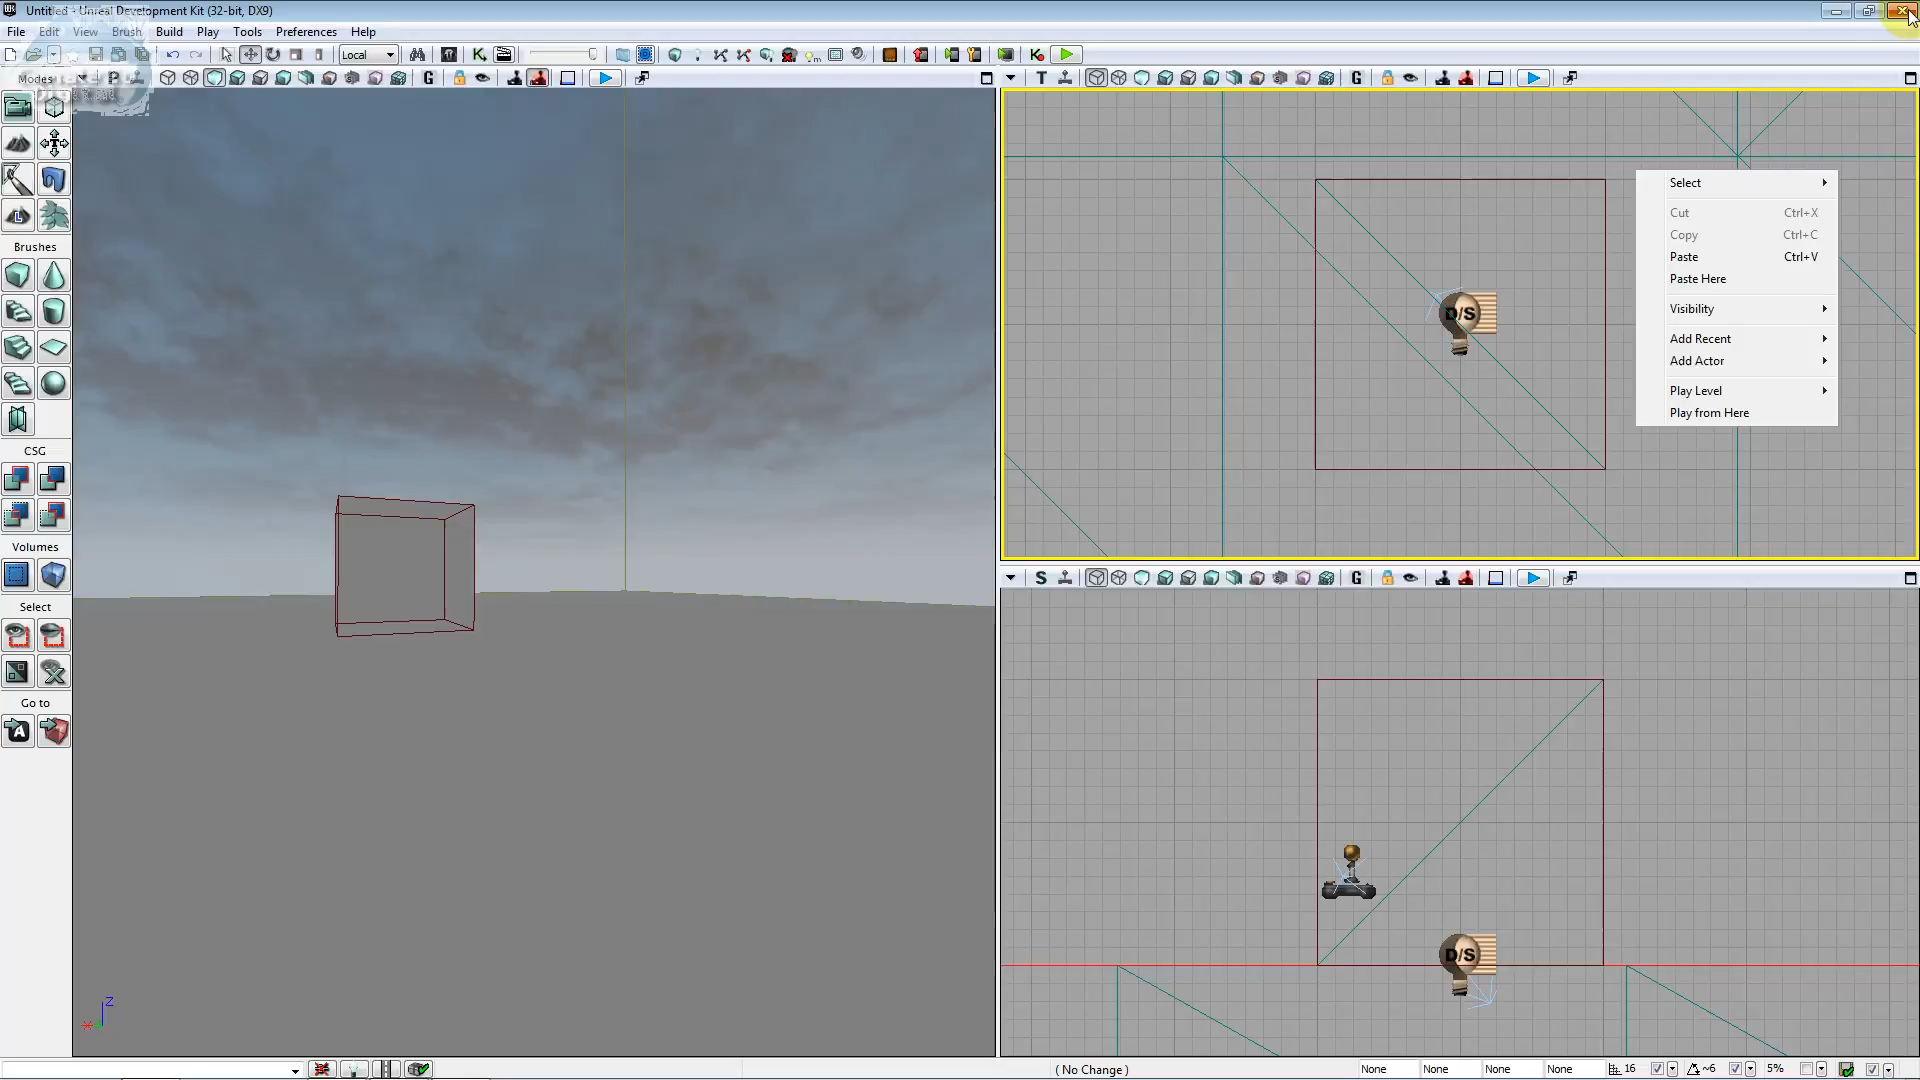 Untitled - Unreal Development Kit (32-bit, DX9)
File Edit View Brush Build Play Tools Preferences Help
Local
Modes P G T G
Brushes
CSG
Volumes
Select
Go to
Select
Cut Ctrl+X
Copy Ctrl+C
Paste Ctrl+V
Paste Here
Visibility
Add Recent
Add Actor
Play Level
Play from Here
D/S
S G
D/S
Z
( No Change ) None None None None 16 ~6 5%